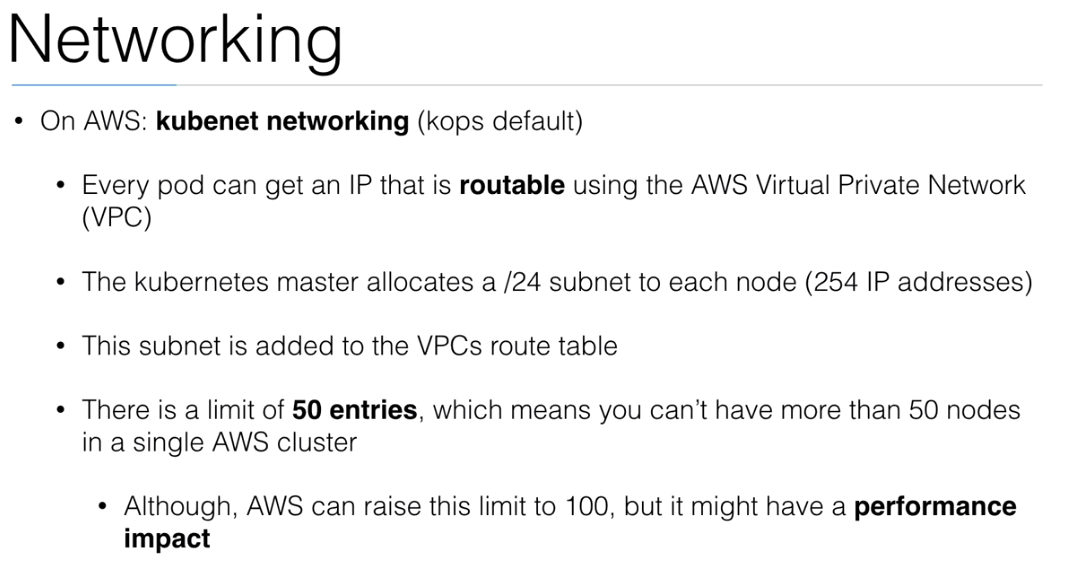 Networking
• On AWS: kubenet networking (kops default)
• Every pod can get an IP that is routable using the AWS Virtual Private Network
(VPC)
• The kubernetes master allocates a /24 subnet to each node (254 IP addresses)
• This subnet is added to the VPCs route table
• There is a limit of 50 entries, which means you can't have more than 50 nodes
in a single AWS cluster
• Although, AWS can raise this limit to 100, but it might have a performance
impact